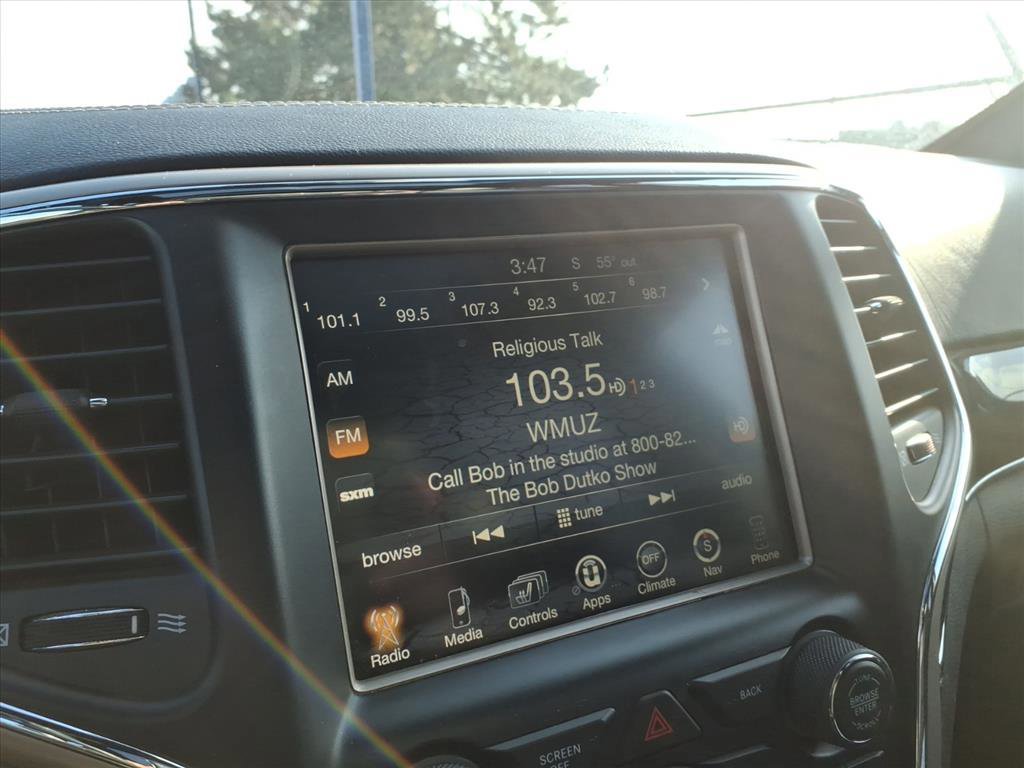 3:47 S 55° out
1 101.1 2 99.5 3 107.3 4 92.3 5 102.7 6 98.7
Religious Talk
AM
103.5 HD 1 2 3
FM
WMUZ
HD
Call Bob in the studio at 800-82...
sxm
The Bob Dutko Show
browse
tune
audio
Radio
Media
Controls
Apps
OFF
Climate
S
Nav
Phone
BACK
TUNE
BROWSE
ENTER
SCREEN
OFF